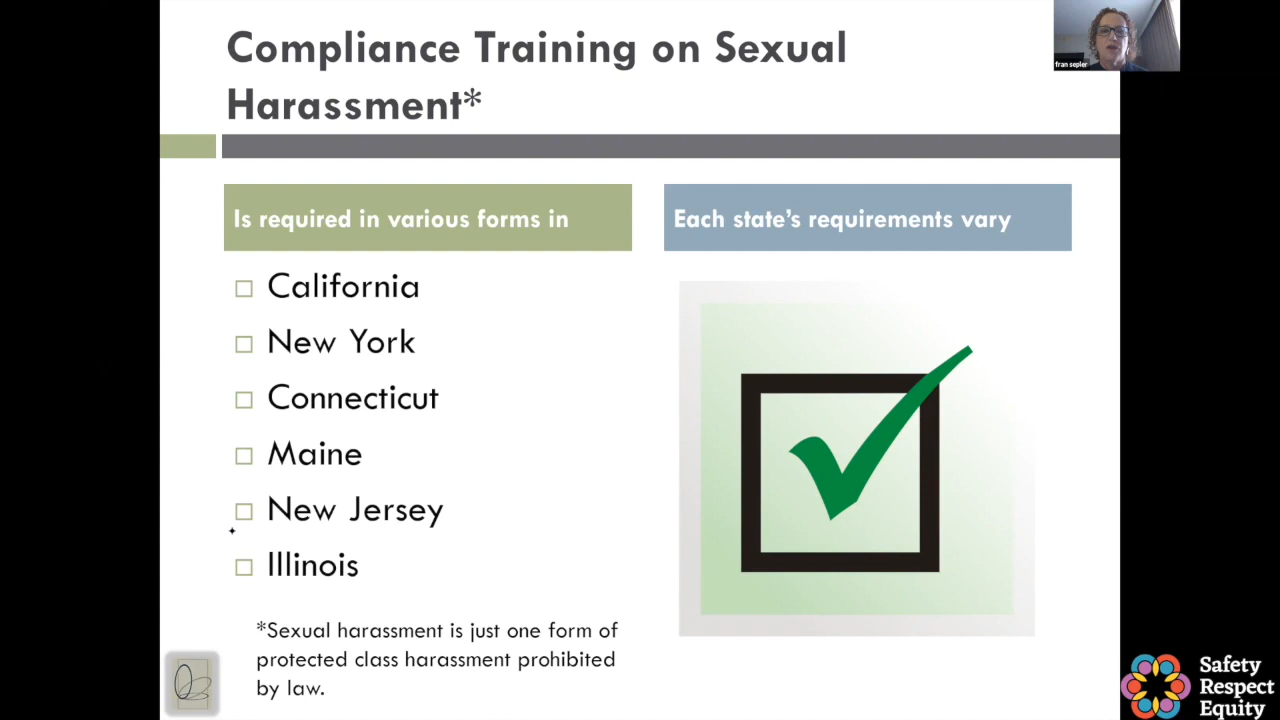 Compliance Training on Sexual
Harassment*
fran sepler
Is required in various forms in
Each state's requirements vary
California
New York
Connecticut
Maine
New Jersey
Illinois
*Sexual harassment is just one form of
protected class harassment prohibited
by law.
Safety
Respect
Equity